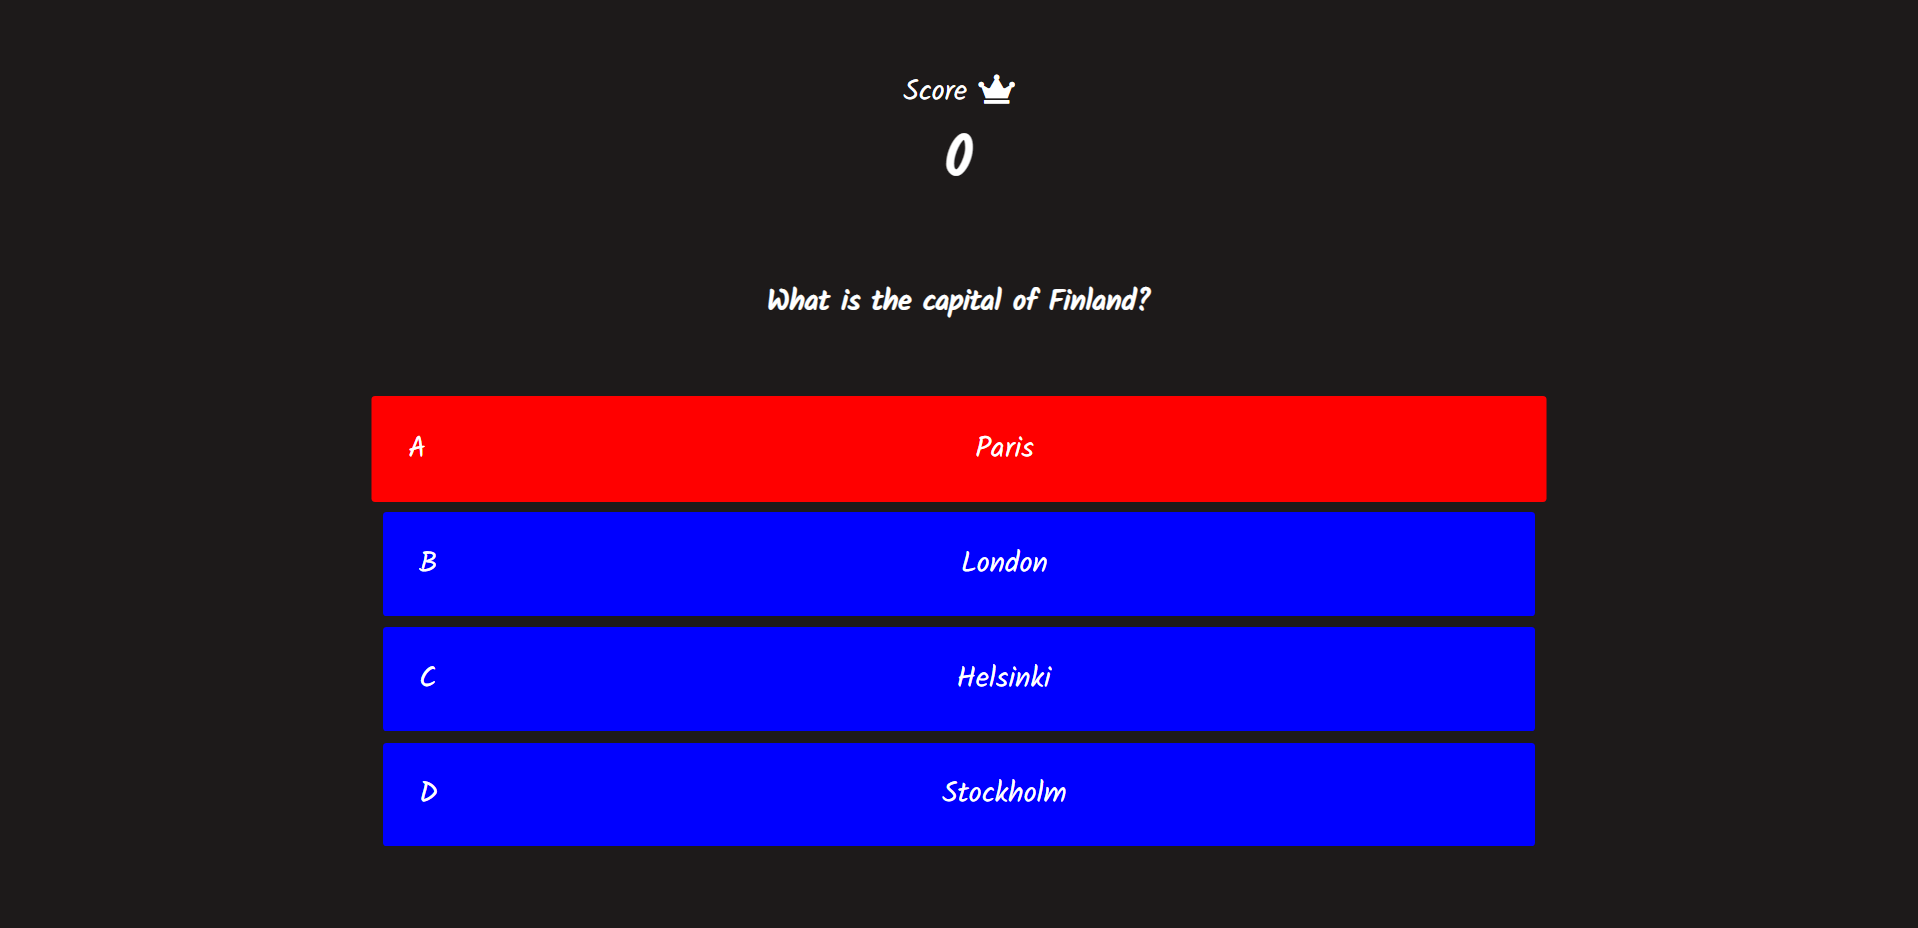 Score
0
What is the capital of Finland?
A Paris
B London
C Helsinki
D Stockholm